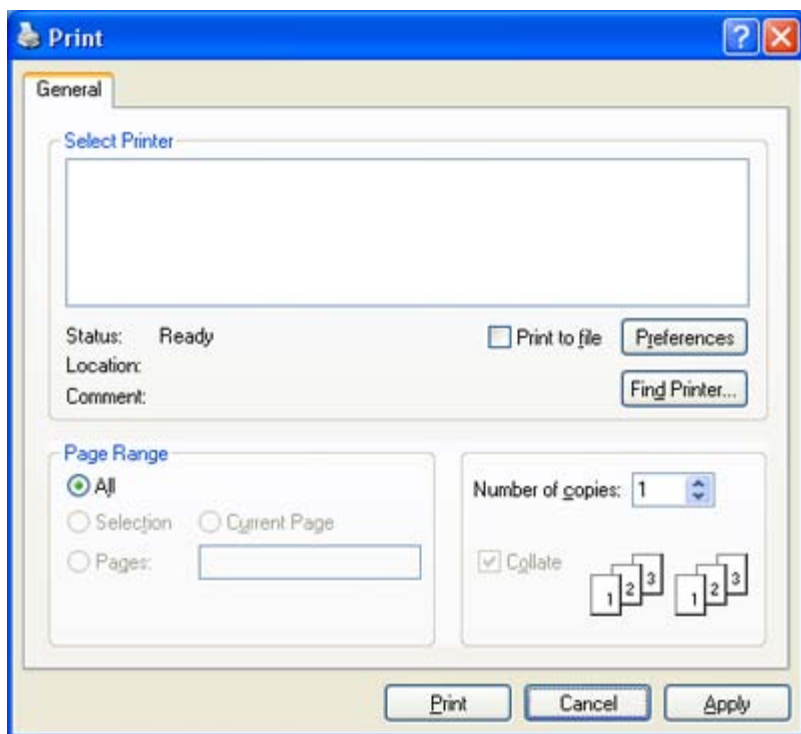 Print
General
Select Printer
Status: Ready
Print to file
Preferences
Location:
Find Printer...
Comment:
Page Range
All
Selection
Current Page
Pages:
Number of copies: 1
Collate
1 2 3 1 2 3
Print
Cancel
Apply